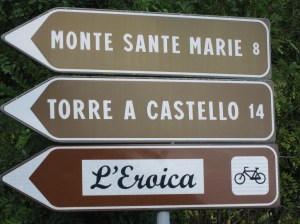 MONTE SANTE MARIE 8
TORRE A CASTELLO 14
L'Eroica